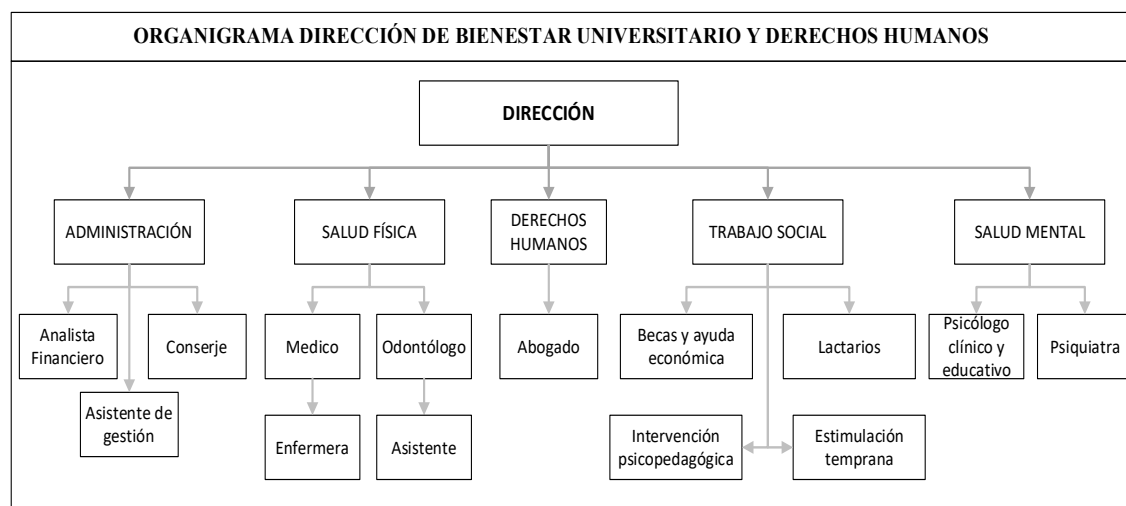 ORGANIGRAMA DIRECCIÓN DE BIENESTAR UNIVERSITARIO Y DERECHOS HUMANOS
DIRECCIÓN
ADMINISTRACIÓN
SALUD FÍSICA
DERECHOS
HUMANOS
TRABAJO SOCIAL
SALUD MENTAL
Analista
Financiero
Conserje
Medico
Odontólogo
Abogado
Becas y ayuda
económica
Lactarios
Psicólogo
clínico y
educativo
Psiquiatra
Asistente de
gestión
Enfermera
Asistente
Intervención
psicopedagógica
Estimulación
temprana